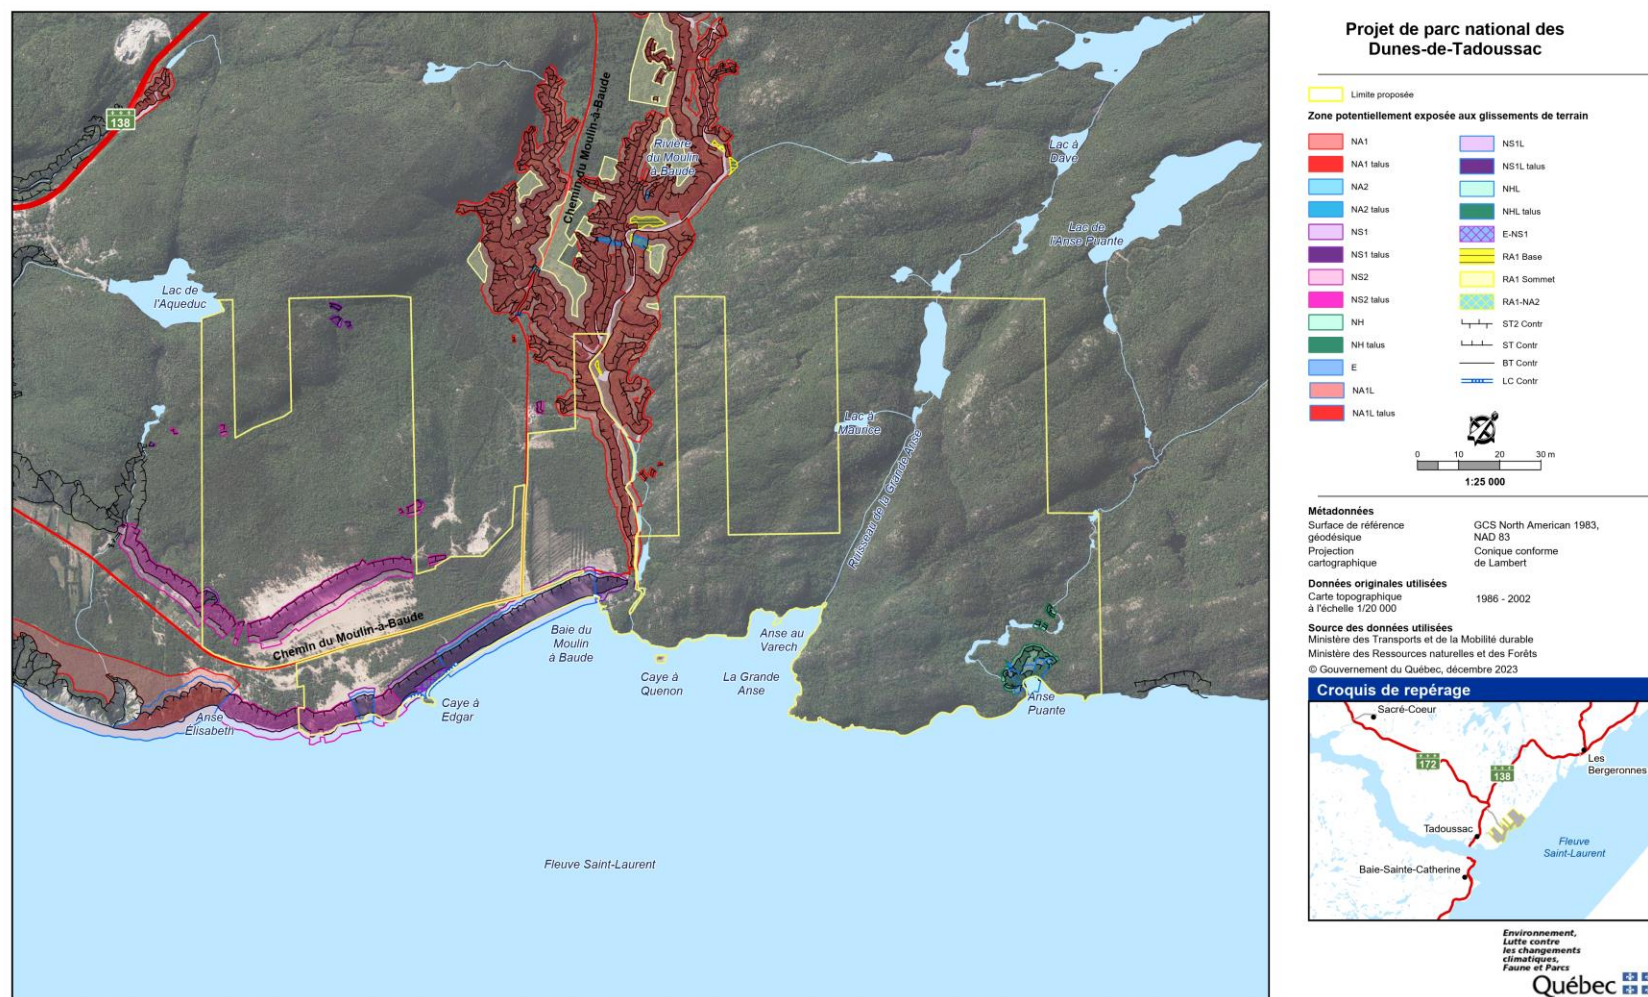 138
Chemin du Moulin-à-Baude
Rivière
du Moulin
à Baude
Lac à
Dave
Lac de
l'Anse Puante
Lac de
l'Aqueduc
Lac à
Maurice
Ruisseau de la Grande Anse
Chemin du Moulin-à-Baude
Baie du
Moulin
à Baude
Anse au
Varech
Caye à
Quenon
La Grande
Anse
Anse
Puante
Caye à
Edgar
Anse
Élisabeth
Fleuve Saint-Laurent
Projet de parc national des
Dunes-de-Tadoussac
Limite proposée
Zone potentiellement exposée aux glissements de terrain
NA1
NA1 talus
NA2
NA2 talus
NS1
NS1 talus
NS2
NS2 talus
NH
NH talus
E
NA1L
NA1L talus
NS1L
NS1L talus
NHL
NHL talus
E-NS1
RA1 Base
RA1 Sommet
RA1-NA2
ST2 Contr
ST Contr
BT Contr
LC Contr
0 10 20 30 m
1:25 000
Métadonnées
Surface de référence GCS North American 1983,
géodésique NAD 83
Projection Conique conforme
cartographique de Lambert
Données originales utilisées
Carte topographique 1986 - 2002
à l'échelle 1/20 000
Source des données utilisées
Ministère des Transports et de la Mobilité durable
Ministère des Ressources naturelles et des Forêts
© Gouvernement du Québec, décembre 2023
Croquis de repérage
Sacré-Coeur
172
138
Les
Bergeronnes
Tadoussac
Fleuve
Saint-Laurent
Baie-Sainte-Catherine
Environnement,
Lutte contre
les changements
climatiques,
Faune et Parcs
Québec